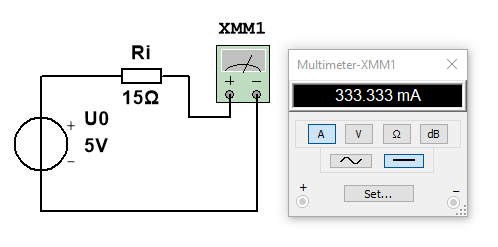 XMM1
Ri
15Ω
+ −
U0
5V
+
−
Multimeter-XMM1
333.333 mA
A V Ω dB
Set...
+ −